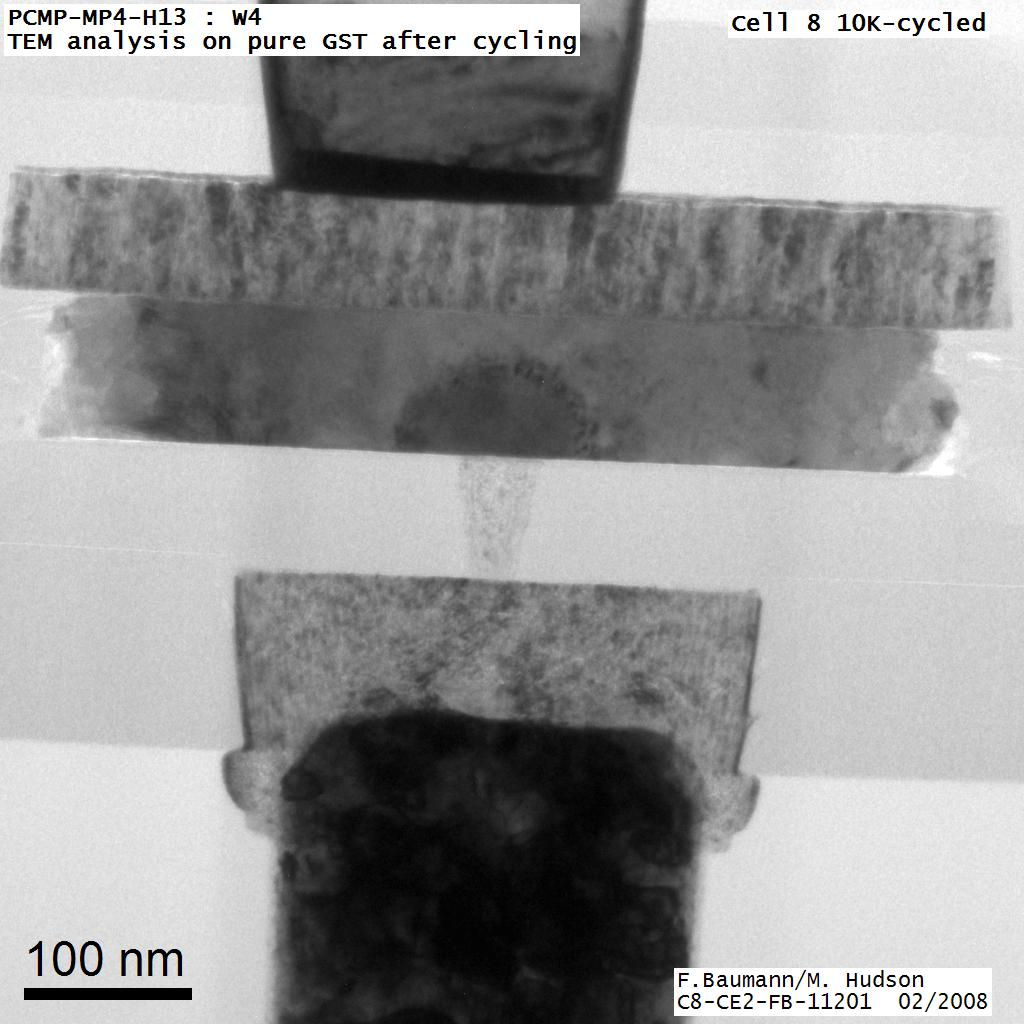 PCMP-MP4-H13 : W4
TEM analysis on pure GST after cycling
Cell 8 10K-cycled
100 nm
F.Baumann/M. Hudson
C8-CE2-FB-11201 02/2008